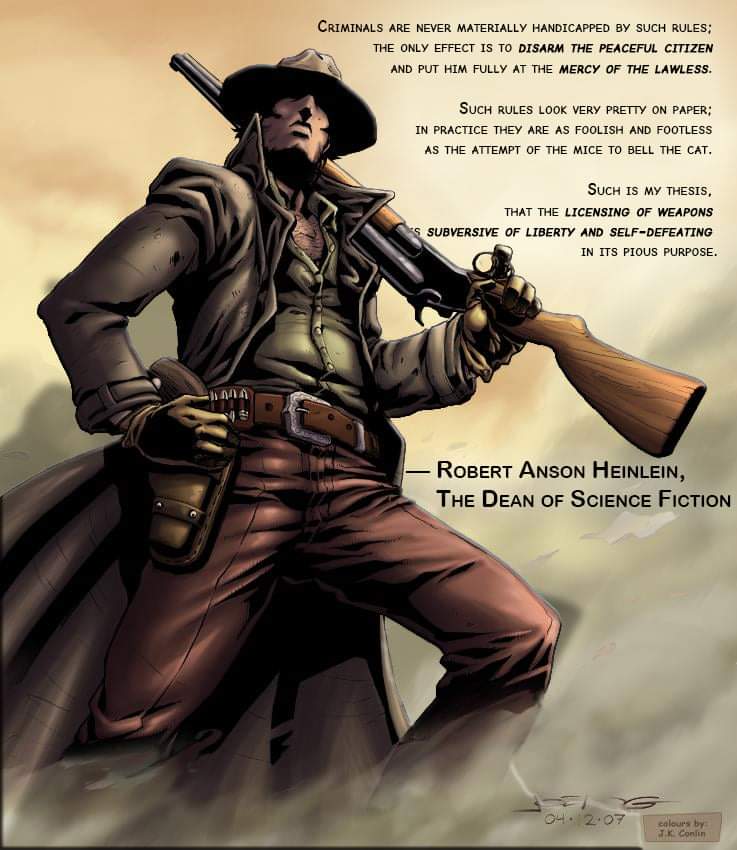 Criminals are never materially handicapped by such rules;
the only effect is to disarm the peaceful citizen
and put him fully at the mercy of the lawless.
Such rules look very pretty on paper;
in practice they are as foolish and footless
as the attempt of the mice to bell the cat.
Such is my thesis,
that the licensing of weapons
's subversive of liberty and self-defeating
in its pious purpose.
— Robert Anson Heinlein,
The Dean of Science Fiction
04·12·07
colours by:
J.K. Conlin